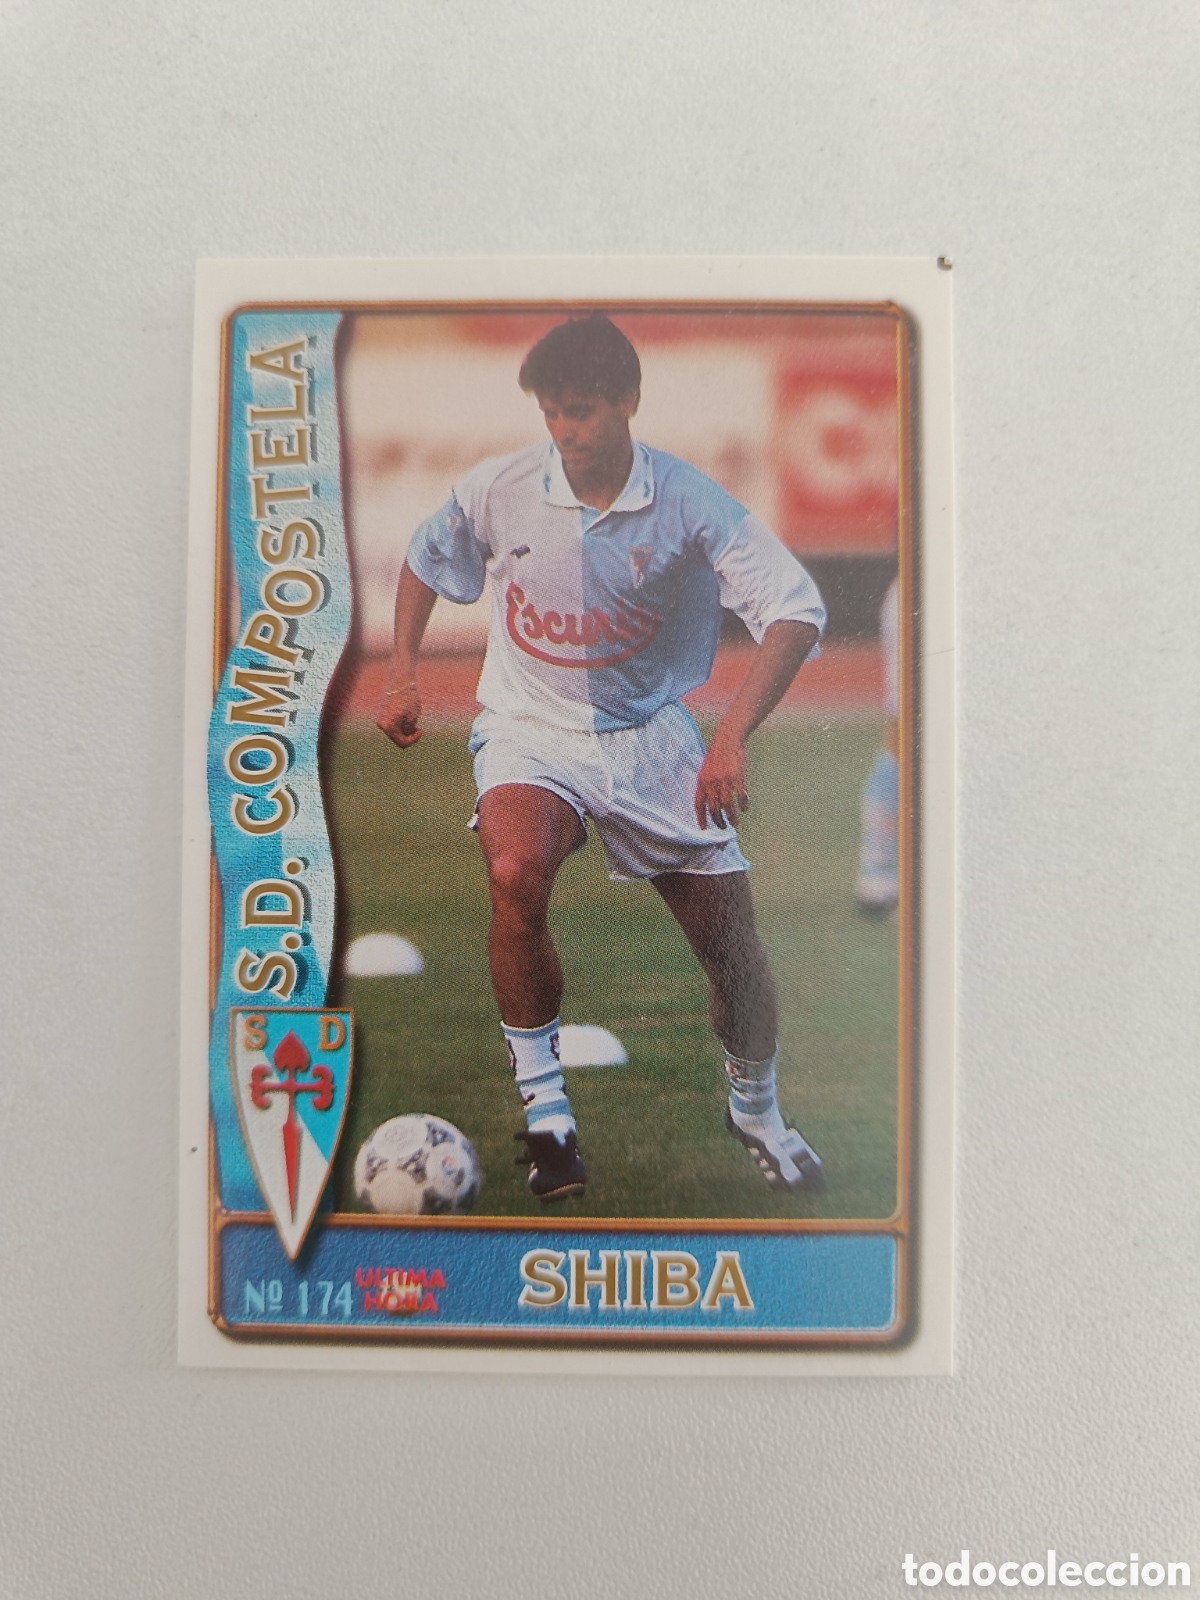 S.D. COMPOSTELA
Escuris
S D
Nº 174
ULTIMA
HORA
SHIBA
todocoleccion